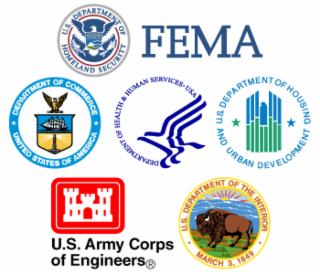 U.S. DEPARTMENT OF
HOMELAND SECURITY
FEMA
DEPARTMENT OF COMMERCE
UNITED STATES OF AMERICA
DEPARTMENT OF HEALTH & HUMAN SERVICES • USA
U.S. DEPARTMENT OF HOUSING
AND URBAN DEVELOPMENT
U.S. Army Corps
of Engineers®
U.S. DEPARTMENT OF THE INTERIOR
MARCH 3, 1849